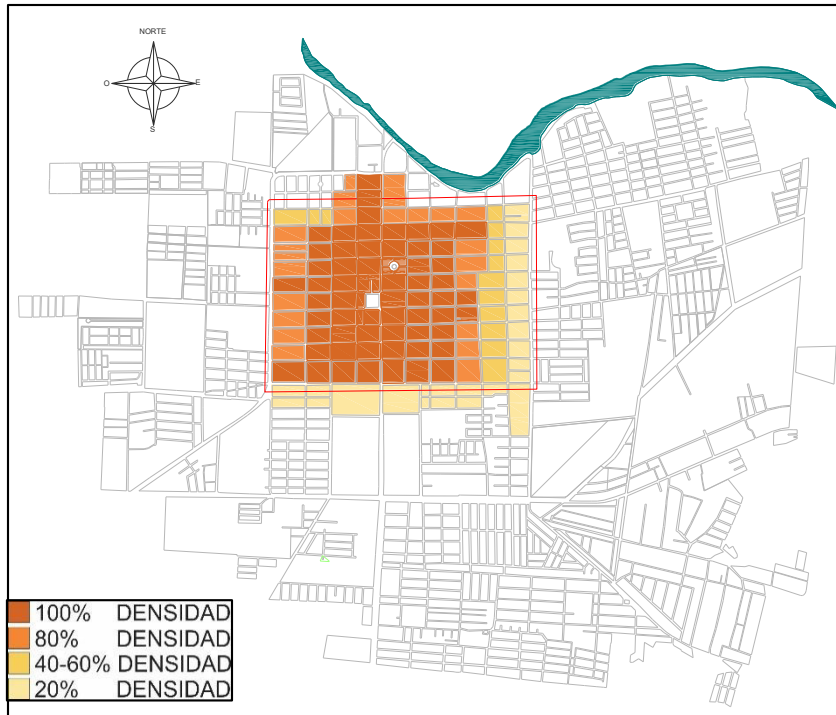 NORTE
O
E
S
100% DENSIDAD
80% DENSIDAD
40-60% DENSIDAD
20% DENSIDAD